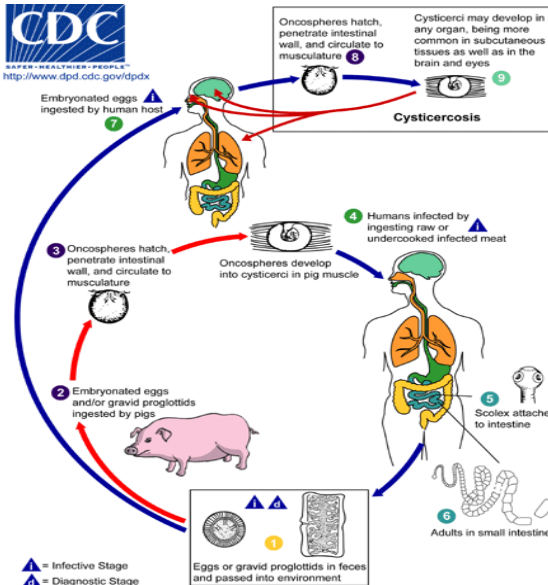 CDC
SAFER·HEALTHIER·PEOPLE™
http://www.dpd.cdc.gov/dpdx
Embryonated eggs
ingested by human host
i
7
Oncospheres hatch,
penetrate intestinal
wall, and circulate to
musculature 8
Cysticerci may develop in
any organ, being more
common in subcutaneous
tissues as well as in the
brain and eyes
9
Cysticercosis
3 Oncospheres hatch,
penetrate intestinal
wall, and circulate to
musculature
Oncospheres develop
into cysticerci in pig muscle
4 Humans infected by
ingesting raw or
undercooked infected meat
i
2 Embryonated eggs
and/or gravid proglottids
ingested by pigs
5
Scolex attache
to intestine
6
Adults in small intestine
i d
1
Eggs or gravid proglottids in feces
and passed into environment
i = Infective Stage
d = Diagnostic Stage